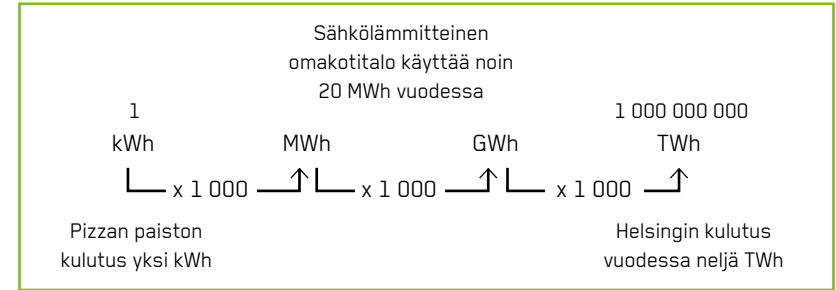 Sähkölämmitteinen
omakotitalo käyttää noin
20 MWh vuodessa
1
1 000 000 000
kWh
MWh
GWh
TWh
x 1 000
x 1 000
x 1 000
Pizzan paiston
kulutus yksi kWh
Helsingin kulutus
vuodessa neljä TWh